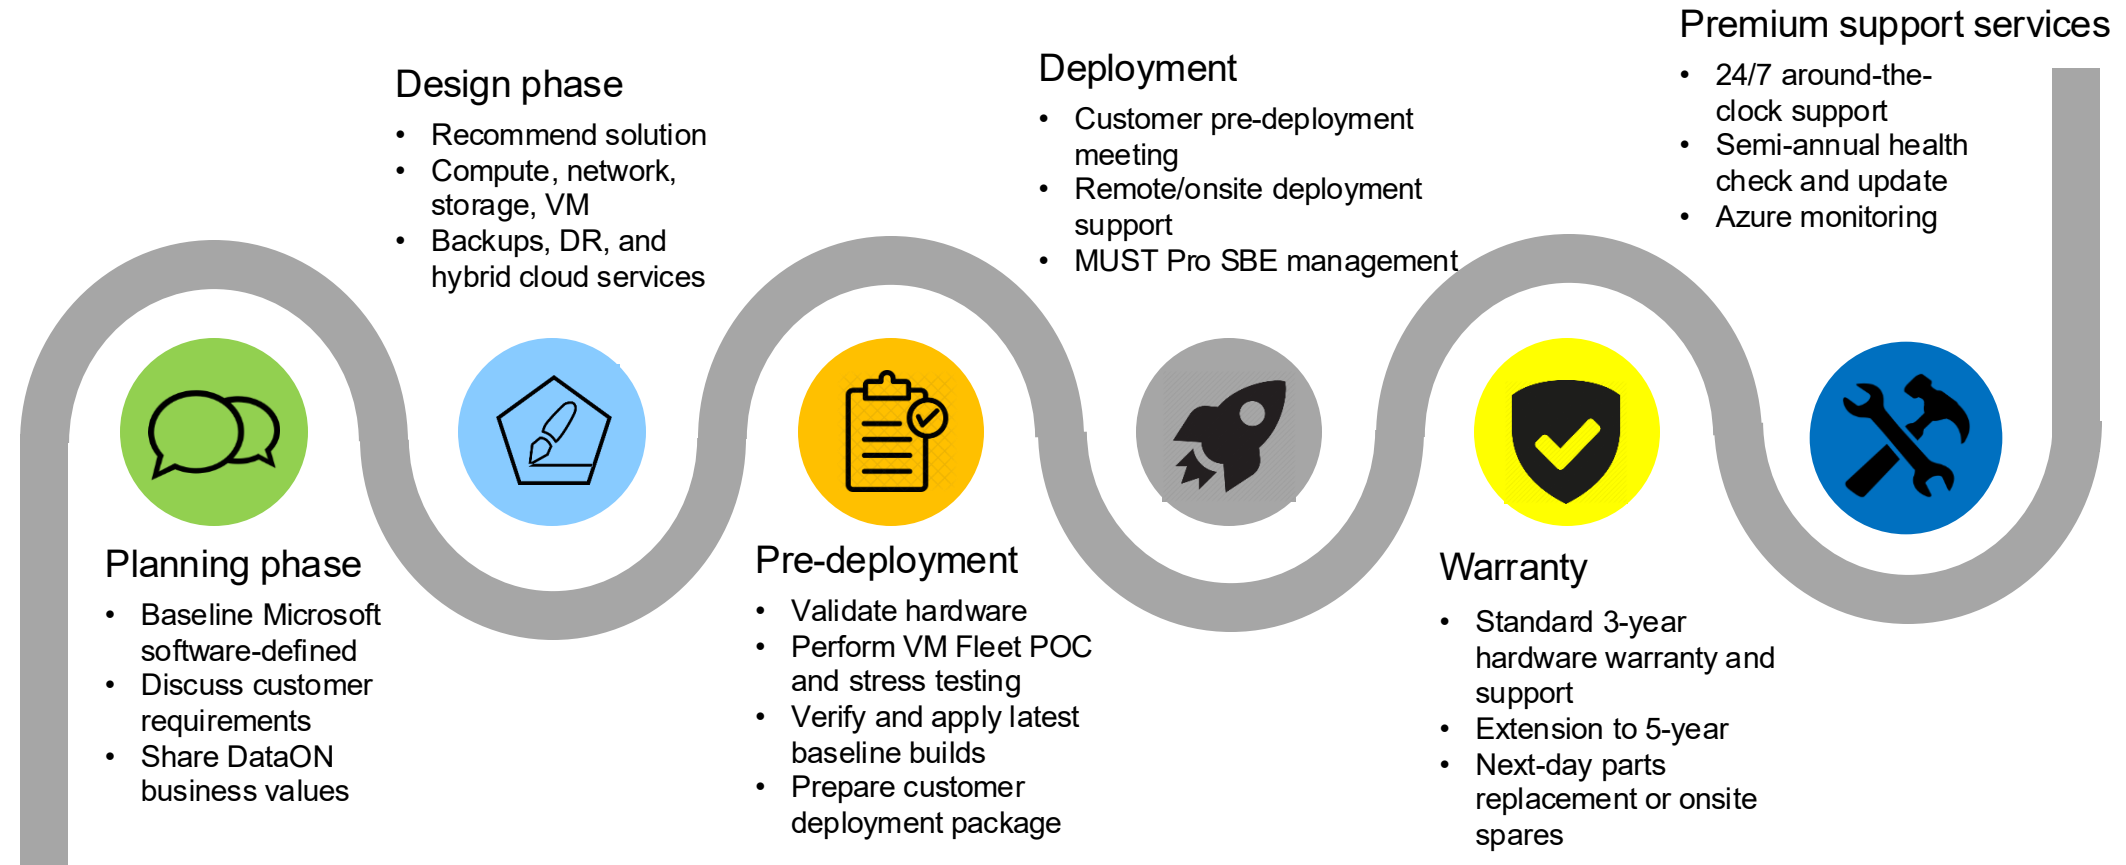 Planning phase
• Baseline Microsoft
software-defined
• Discuss customer
requirements
• Share DataON
business values
Design phase
• Recommend solution
• Compute, network,
storage, VM
• Backups, DR, and
hybrid cloud services
Pre-deployment
• Validate hardware
• Perform VM Fleet POC
and stress testing
• Verify and apply latest
baseline builds
• Prepare customer
deployment package
Deployment
• Customer pre-deployment
meeting
• Remote/onsite deployment
support
• MUST Pro SBE management
Warranty
• Standard 3-year
hardware warranty and
support
• Extension to 5-year
• Next-day parts
replacement or onsite
spares
Premium support services
• 24/7 around-the-
clock support
• Semi-annual health
check and update
• Azure monitoring